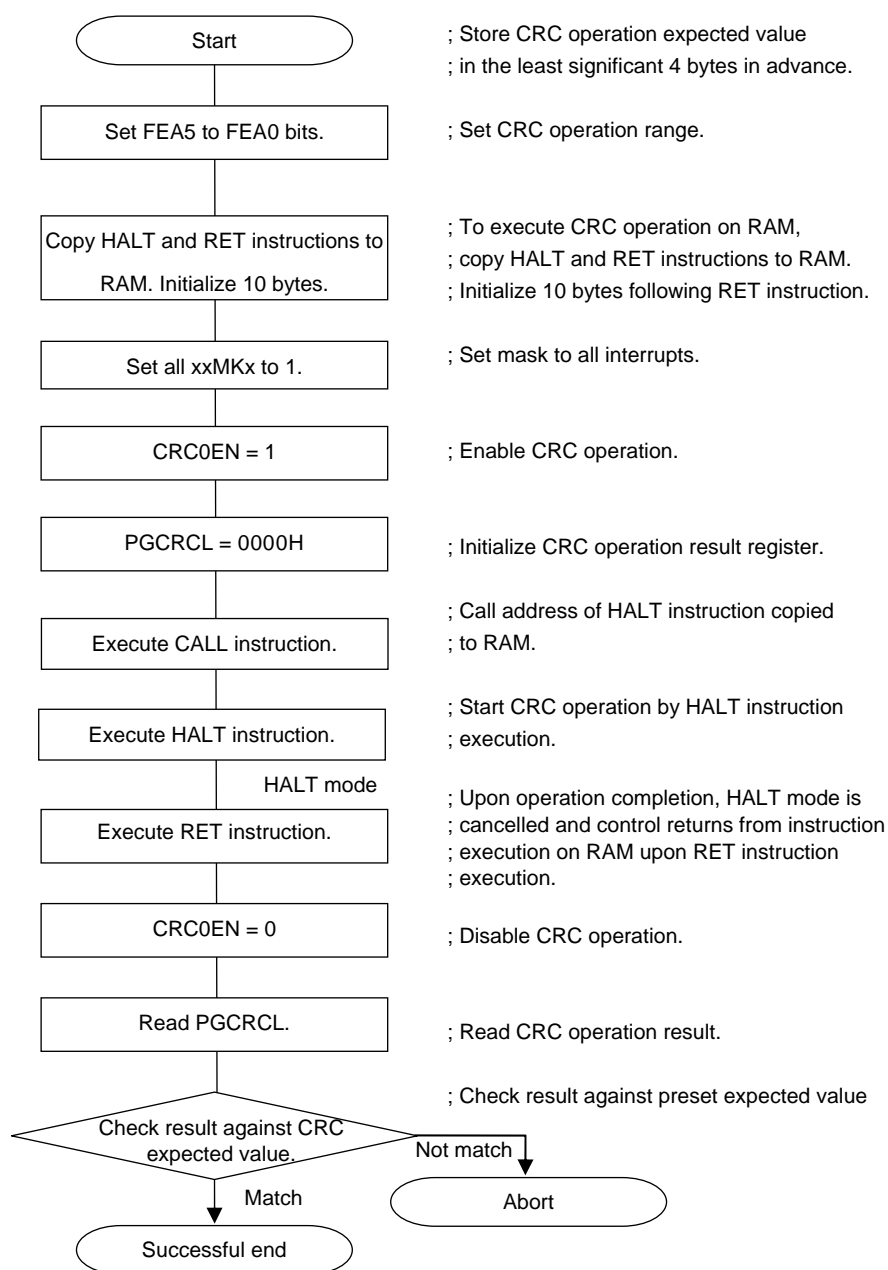 Start
; Store CRC operation expected value
; in the least significant 4 bytes in advance.
Set FEA5 to FEA0 bits.
; Set CRC operation range.
Copy HALT and RET instructions to
RAM. Initialize 10 bytes.
; To execute CRC operation on RAM,
; copy HALT and RET instructions to RAM.
; Initialize 10 bytes following RET instruction.
Set all xxMKx to 1.
; Set mask to all interrupts.
CRC0EN = 1
; Enable CRC operation.
PGCRCL = 0000H
; Initialize CRC operation result register.
Execute CALL instruction.
; Call address of HALT instruction copied
; to RAM.
Execute HALT instruction.
; Start CRC operation by HALT instruction
; execution.
HALT mode
Execute RET instruction.
; Upon operation completion, HALT mode is
; cancelled and control returns from instruction
; execution on RAM upon RET instruction
; execution.
CRC0EN = 0
; Disable CRC operation.
Read PGCRCL.
; Read CRC operation result.
; Check result against preset expected value
Check result against CRC
expected value.
Not match
Match
Abort
Successful end